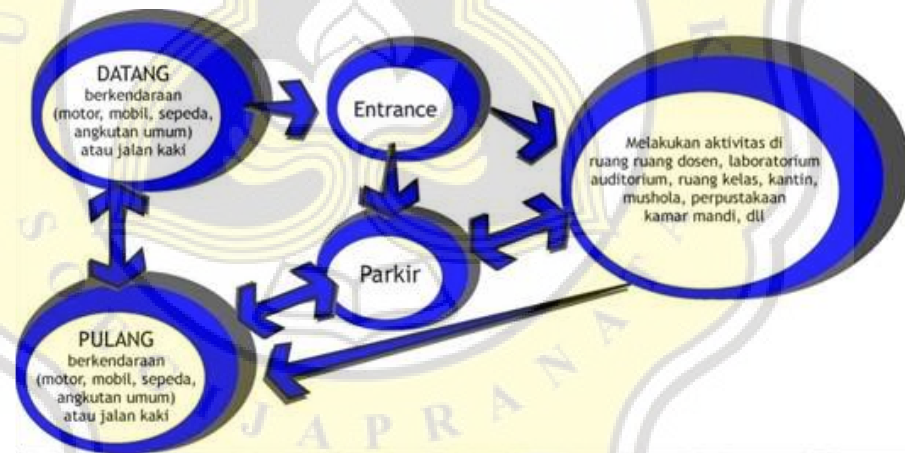 DATANG
berkendaraan
(motor, mobil, sepeda,
angkutan umum)
atau jalan kaki
Entrance
Melakukan aktivitas di
ruang ruang dosen, laboratorium
auditorium, ruang kelas, kantin,
mushola, perpustakaan
kamar mandi, dll
Parkir
PULANG
berkendaraan
(motor, mobil, sepeda,
angkutan umum)
atau jalan kaki